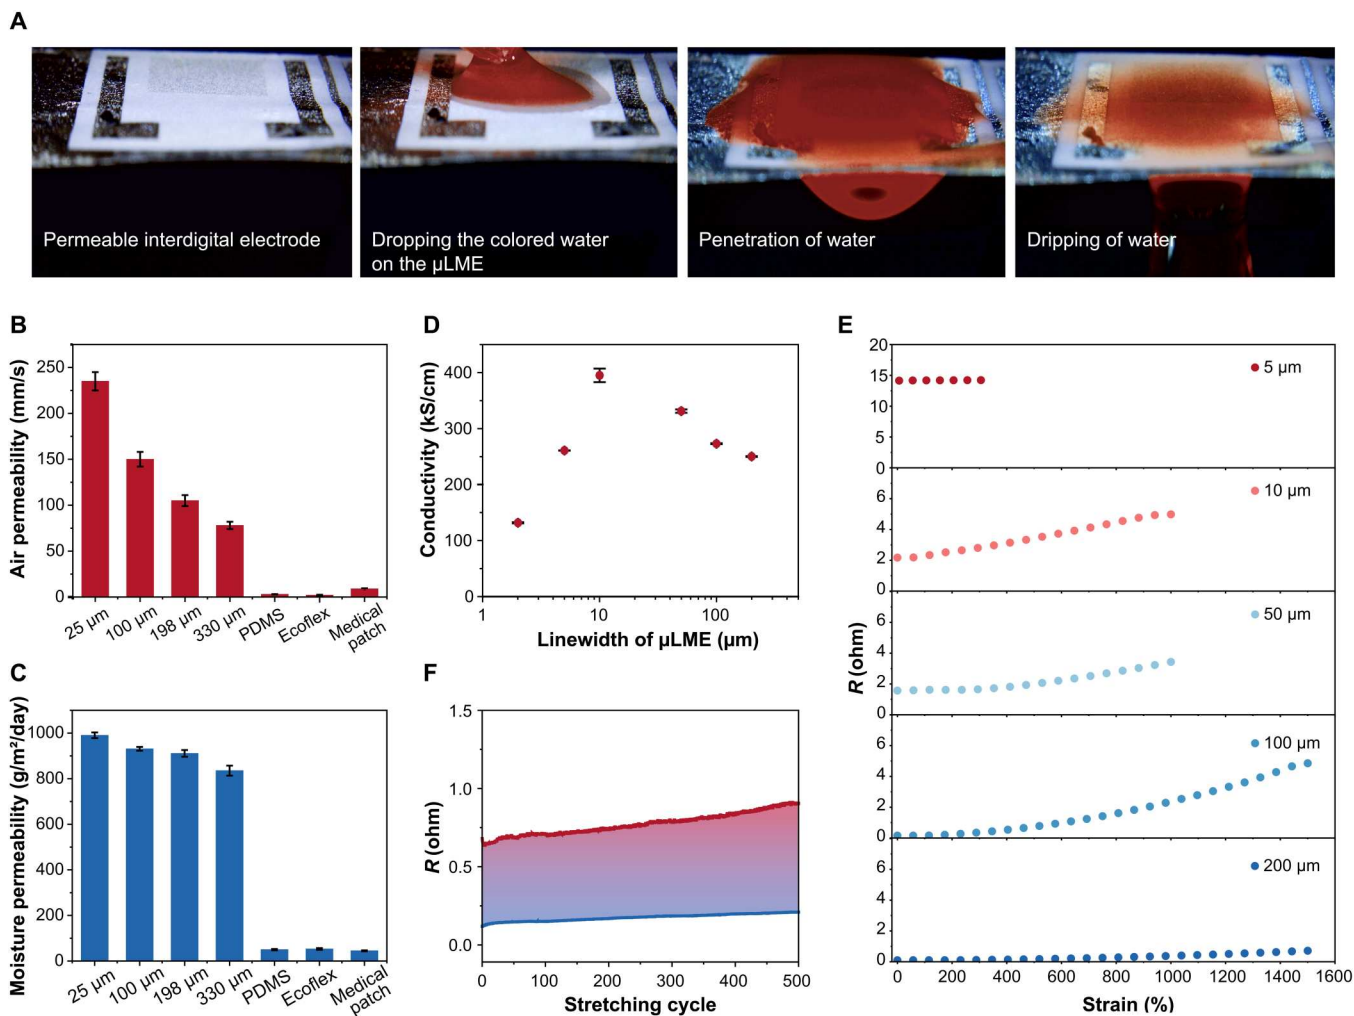 A
Permeable interdigital electrode
Dropping the colored water
on the µLME
Penetration of water
Dripping of water
B
Air permeability (mm/s)
250
200
150
100
50
0
25 µm
100 µm
198 µm
330 µm
PDMS
Ecoflex
Medical
patch
C
Moisture permeability (g/m²/day)
1000
800
600
400
200
0
25 µm
100 µm
198 µm
330 µm
PDMS
Ecoflex
Medical
patch
D
Conductivity (kS/cm)
400
300
200
100
0
1
10
100
Linewidth of µLME (µm)
F
R (ohm)
1.5
1.0
0.5
0.0
0
100
200
300
400
500
Stretching cycle
E
R (ohm)
20
15
10
5
0
5 µm
6
4
2
0
10 µm
6
4
2
0
50 µm
6
4
2
0
100 µm
6
4
2
0
200 µm
0
200
400
600
800
1000
1200
1400
1600
Strain (%)